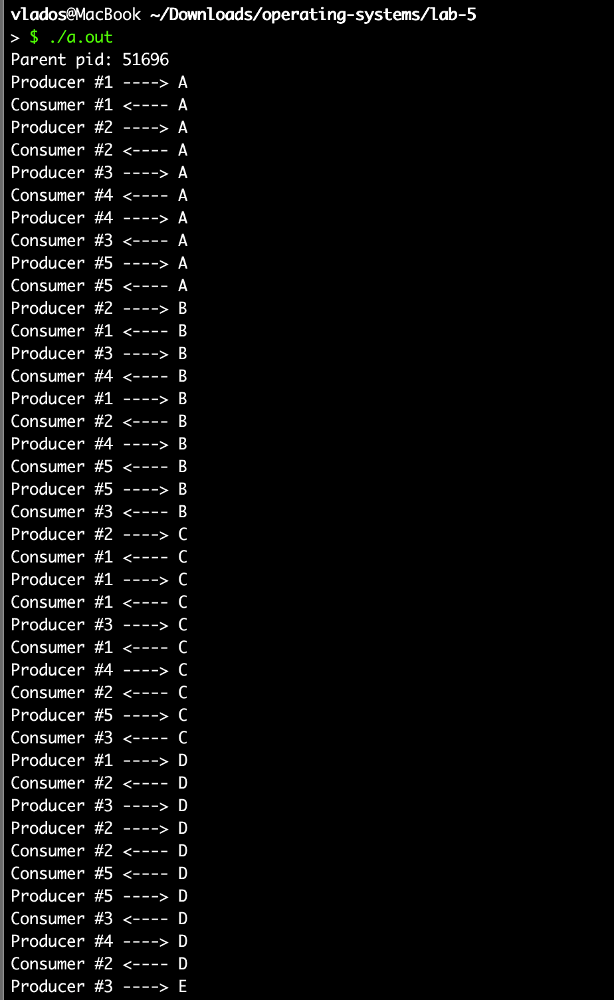 vlados@MacBook ~/Downloads/operating-systems/lab-5
> $ ./a.out
Parent pid: 51696
Producer #1 ----> A
Consumer #1 <---- A
Producer #2 ----> A
Consumer #2 <---- A
Producer #3 ----> A
Consumer #4 <---- A
Producer #4 ----> A
Consumer #3 <---- A
Producer #5 ----> A
Consumer #5 <---- A
Producer #2 ----> B
Consumer #1 <---- B
Producer #3 ----> B
Consumer #4 <---- B
Producer #1 ----> B
Consumer #2 <---- B
Producer #4 ----> B
Consumer #5 <---- B
Producer #5 ----> B
Consumer #3 <---- B
Producer #2 ----> C
Consumer #1 <---- C
Producer #1 ----> C
Consumer #1 <---- C
Producer #3 ----> C
Consumer #1 <---- C
Producer #4 ----> C
Consumer #2 <---- C
Producer #5 ----> C
Consumer #3 <---- C
Producer #1 ----> D
Consumer #2 <---- D
Producer #3 ----> D
Producer #2 ----> D
Consumer #2 <---- D
Consumer #5 <---- D
Producer #5 ----> D
Consumer #3 <---- D
Producer #4 ----> D
Consumer #2 <---- D
Producer #3 ----> E